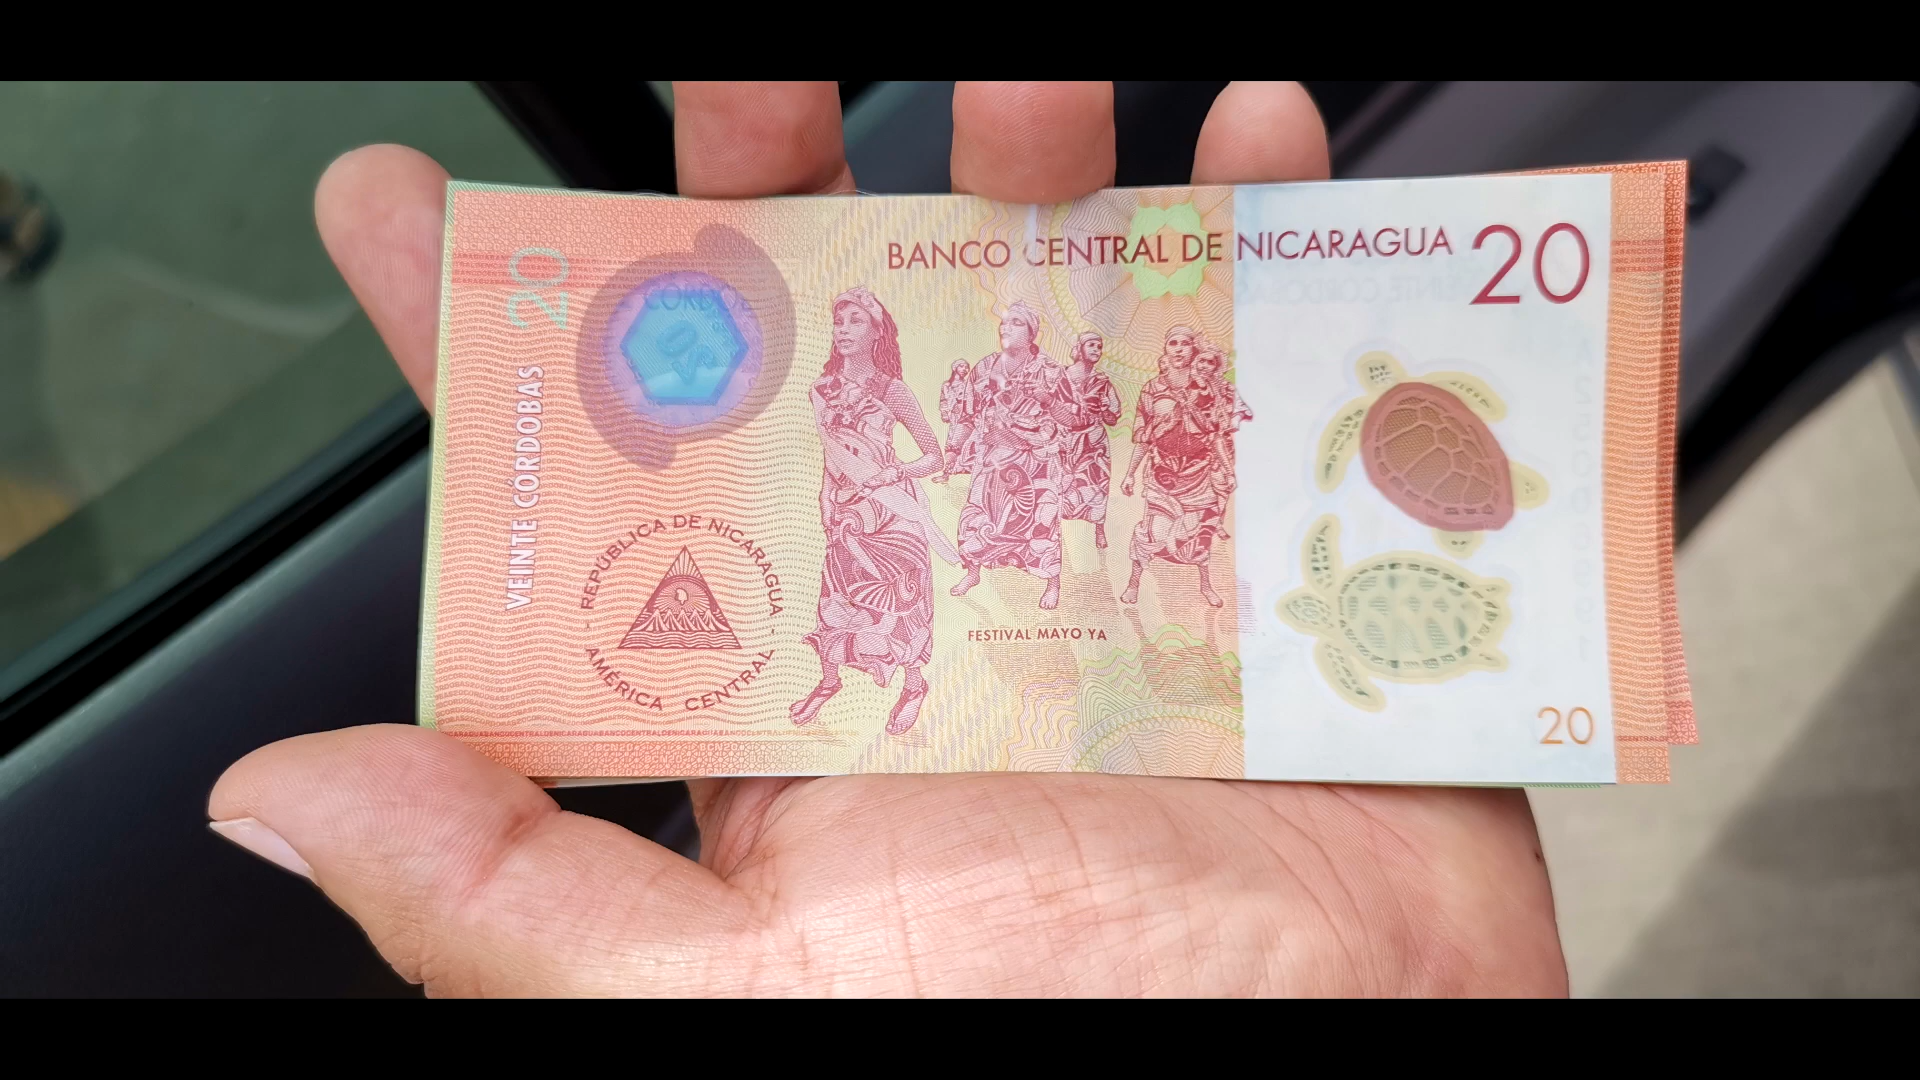 BANCO CENTRAL DE NICARAGUA 20
20
VEINTE CÓRDOBAS
REPÚBLICA DE NICARAGUA
- AMÉRICA CENTRAL -
FESTIVAL MAYO YA
20